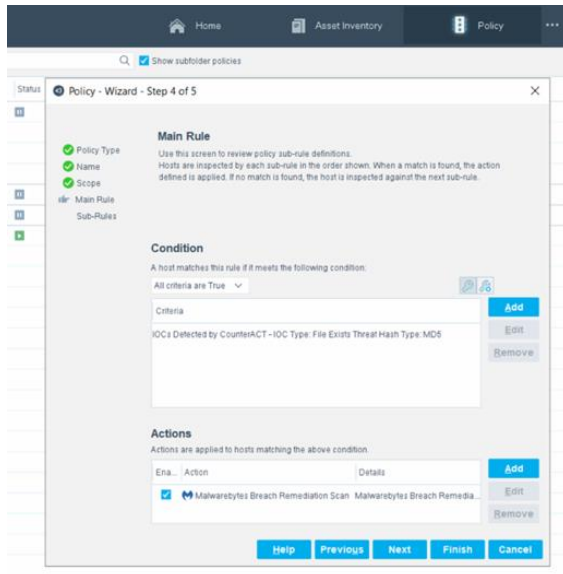 Home
Asset Inventory
Policy
Show subfolder policies
Status
Policy - Wizard - Step 4 of 5
Policy Type
Name
Scope
Main Rule
Sub-Rules
Main Rule
Use this screen to review policy sub-rule definitions.
Hosts are inspected by each sub-rule in the order shown. When a match is found, the action
defined is applied. If no match is found, the host is inspected against the next sub-rule.
Condition
A host matches this rule if it meets the following condition:
All criteria are True
Criteria
IOCs Detected by CounterACT - IOC Type: File Exists Threat Hash Type: MD5
Add
Edit
Remove
Actions
Actions are applied to hosts matching the above condition.
Ena... Action Details
Malwarebytes Breach Remediation Scan Malwarebytes Breach Remedia...
Add
Edit
Remove
Help Previous Next Finish Cancel